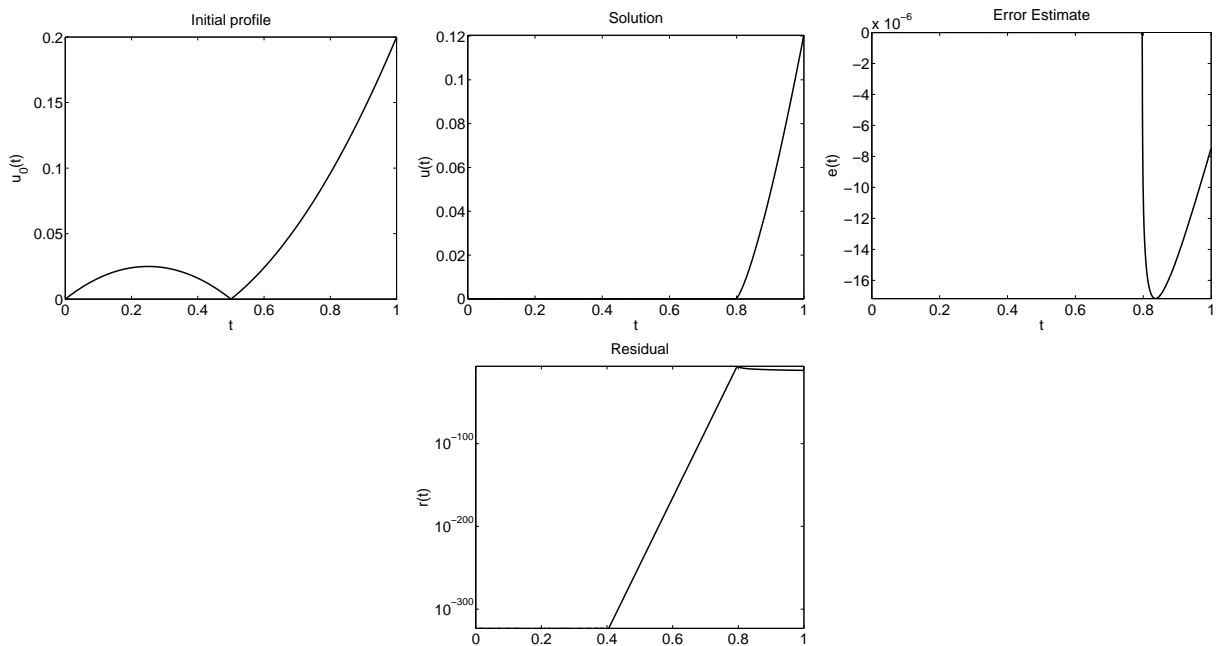 Initial profile
0.2
0.15
0.1
0.05
0
u₀(t)
0 0.2 0.4 0.6 0.8 1
t
Solution
0.12
0.1
0.08
0.06
0.04
0.02
0
u(t)
0 0.2 0.4 0.6 0.8 1
t
Error Estimate
x 10⁻⁶
0
−2
−4
−6
−8
−10
−12
−14
−16
e(t)
0 0.2 0.4 0.6 0.8 1
t
Residual
10⁻¹⁰⁰
10⁻²⁰⁰
10⁻³⁰⁰
r(t)
0 0.2 0.4 0.6 0.8 1